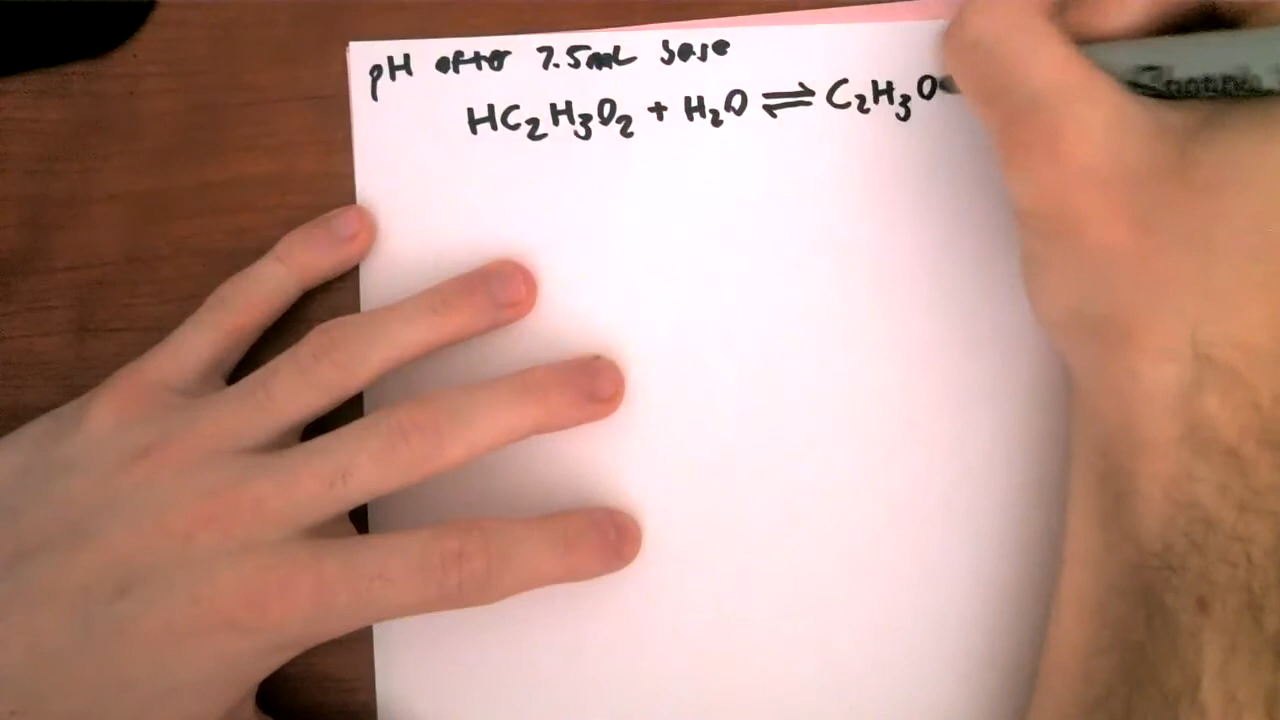 pH after 7.5mL base
HC₂H₃O₂ + H₂O ⇌ C₂H₃O